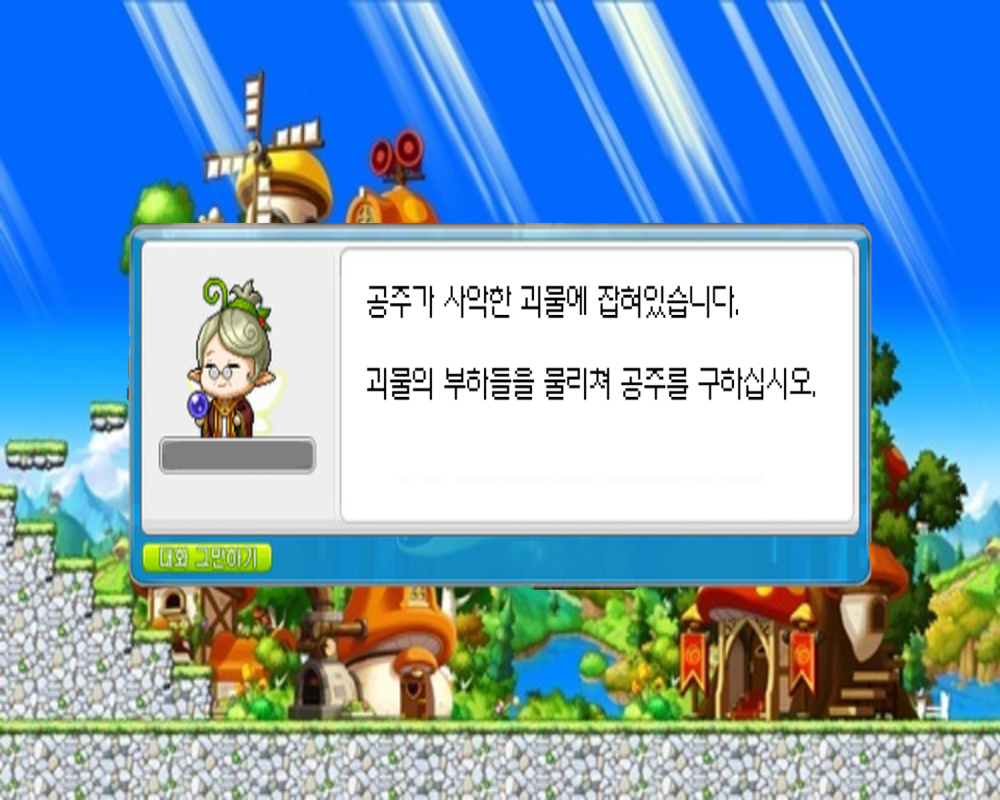 공주가 사악한 괴물에 잡혀있습니다.
괴물의 부하들을 물리쳐 공주를 구하십시오.
대화 그만하기